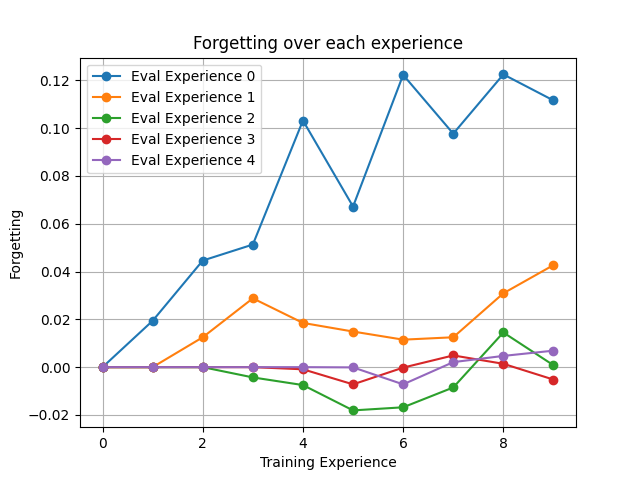 Forgetting over each experience
Eval Experience 0
Eval Experience 1
Eval Experience 2
Eval Experience 3
Eval Experience 4
0.12
0.10
0.08
0.06
0.04
0.02
0.00
−0.02
Forgetting
0 2 4 6 8
Training Experience